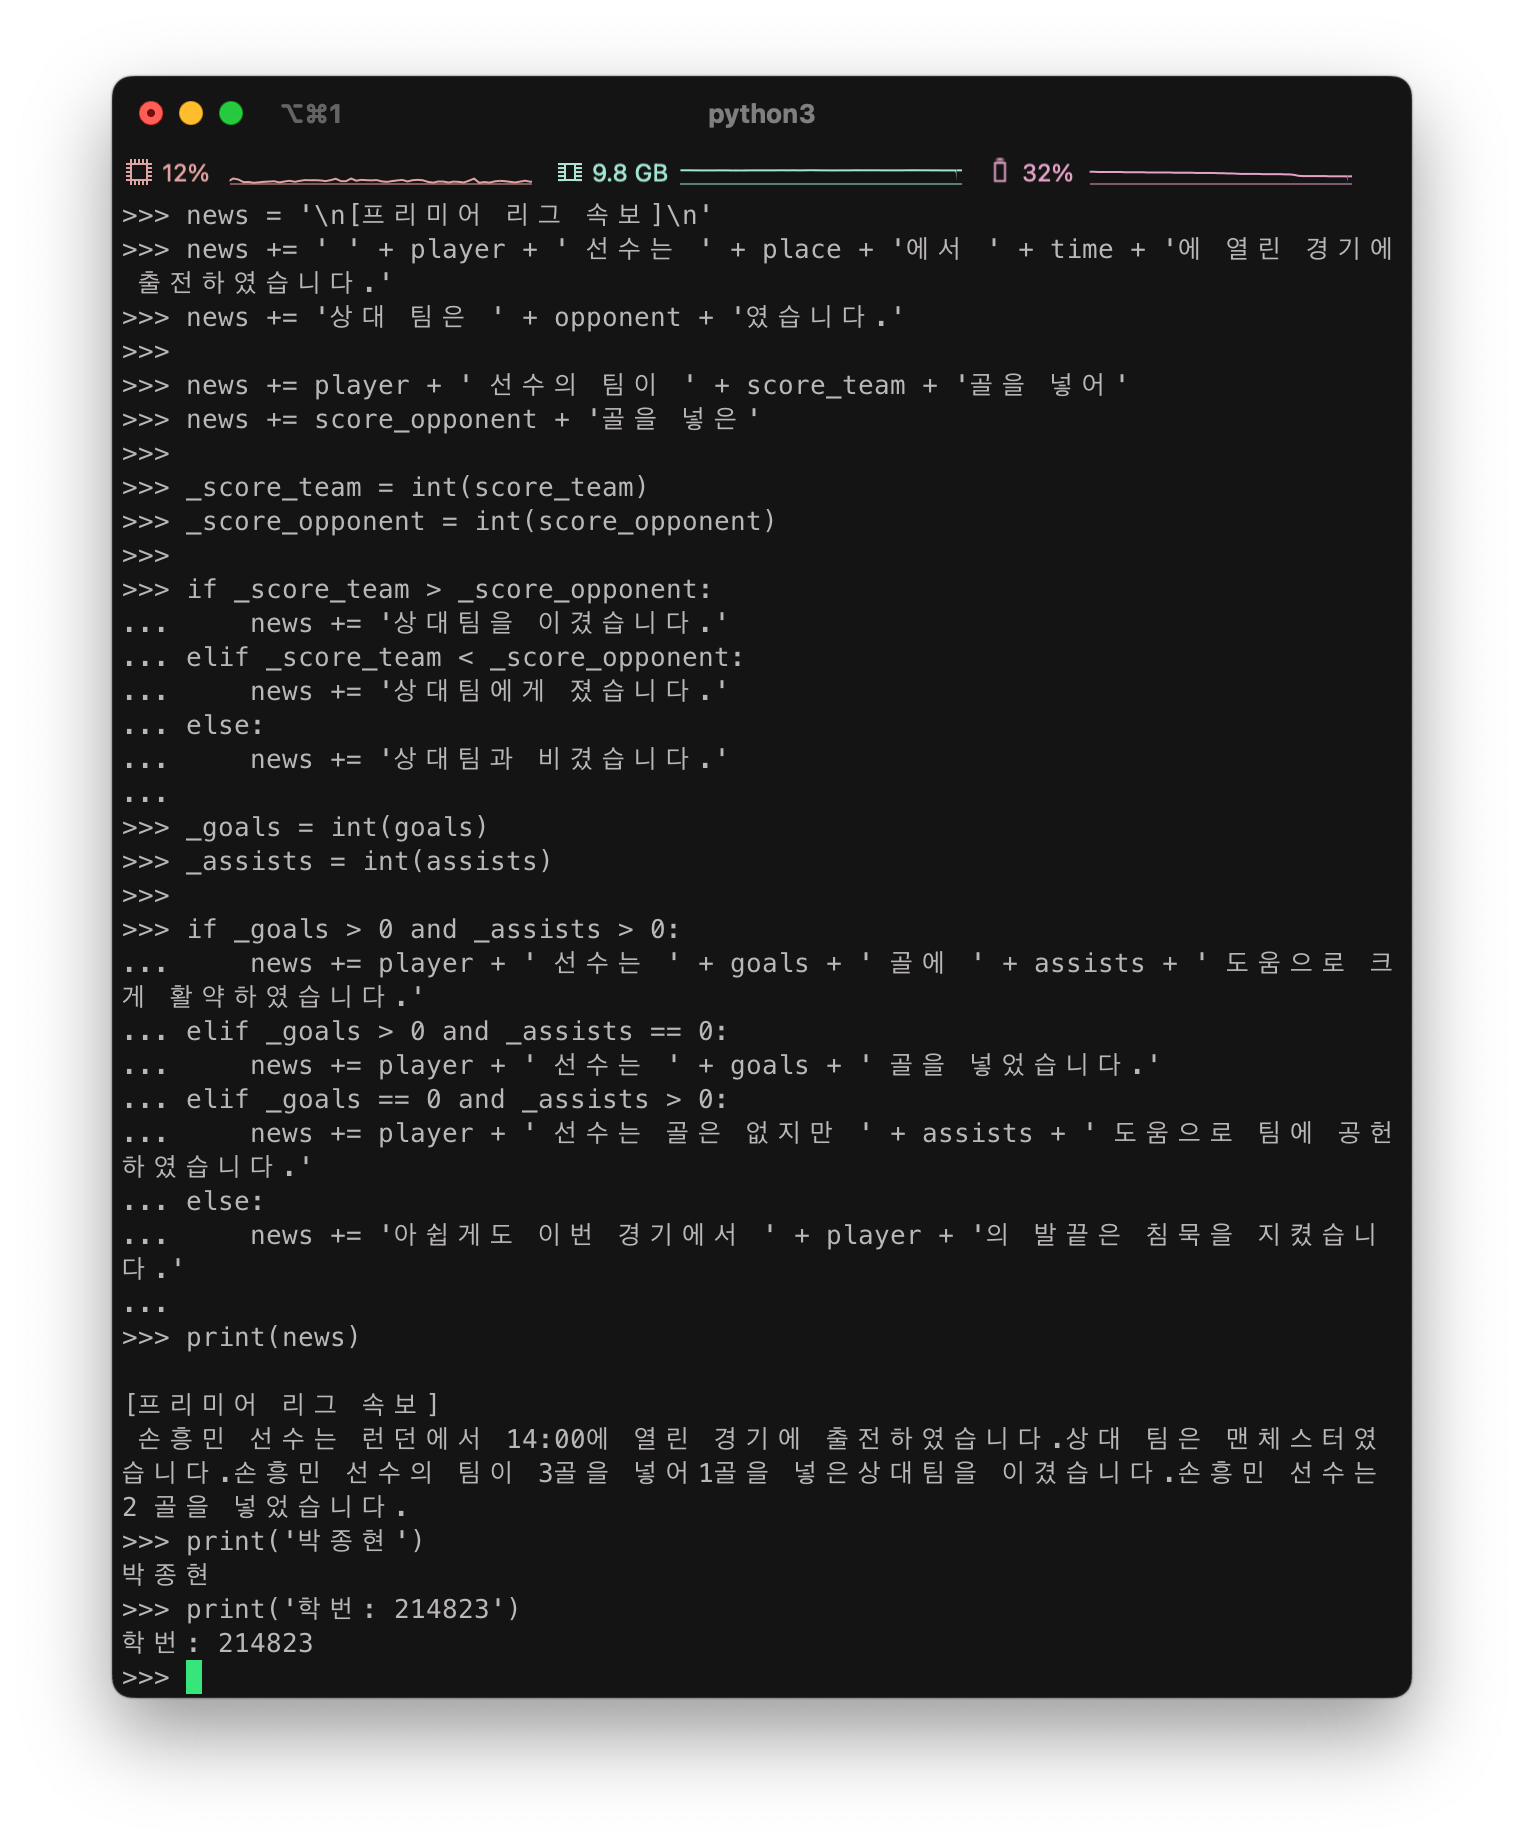 ⌥⌘1 python3
12% 9.8 GB 32%
>>> news = '\n[프리미어 리그 속보]\n'
>>> news += ' ' + player + ' 선수는 ' + place + '에서 ' + time + '에 열린 경기에
 출전하였습니다.'
>>> news += '상대 팀은 ' + opponent + '였습니다.'
>>>
>>> news += player + ' 선수의 팀이 ' + score_team + '골을 넣어'
>>> news += score_opponent + '골을 넣은'
>>>
>>> _score_team = int(score_team)
>>> _score_opponent = int(score_opponent)
>>>
>>> if _score_team > _score_opponent:
...     news += '상대팀을 이겼습니다.'
... elif _score_team < _score_opponent:
...     news += '상대팀에게 졌습니다.'
... else:
...     news += '상대팀과 비겼습니다.'
...
>>> _goals = int(goals)
>>> _assists = int(assists)
>>>
>>> if _goals > 0 and _assists > 0:
...     news += player + ' 선수는 ' + goals + ' 골에 ' + assists + ' 도움으로 크
게 활약하였습니다.'
... elif _goals > 0 and _assists == 0:
...     news += player + ' 선수는 ' + goals + ' 골을 넣었습니다.'
... elif _goals == 0 and _assists > 0:
...     news += player + ' 선수는 골은 없지만 ' + assists + ' 도움으로 팀에 공헌
하였습니다.'
... else:
...     news += '아쉽게도 이번 경기에서 ' + player + '의 발끝은 침묵을 지켰습니
다.'
...
>>> print(news)
[프리미어 리그 속보]
 손흥민 선수는 런던에서 14:00에 열린 경기에 출전하였습니다.상대 팀은 맨체스터였
습니다.손흥민 선수의 팀이 3골을 넣어1골을 넣은상대팀을 이겼습니다.손흥민 선수는
2 골을 넣었습니다.
>>> print('박종현')
박종현
>>> print('학번: 214823')
학번: 214823
>>>